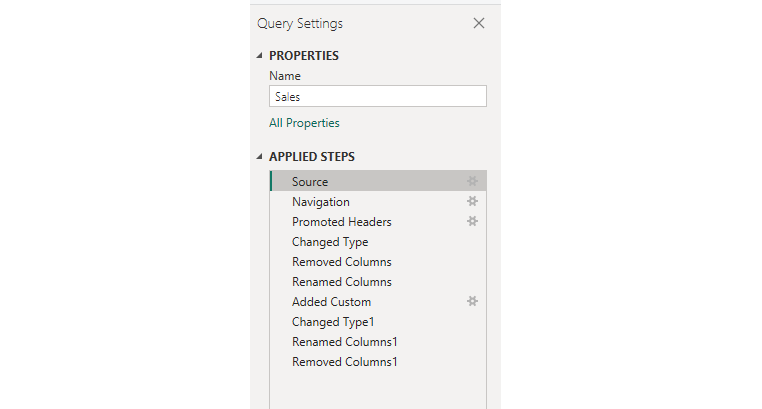 Query Settings
PROPERTIES
Name
Sales
All Properties
APPLIED STEPS
Source
Navigation
Promoted Headers
Changed Type
Removed Columns
Renamed Columns
Added Custom
Changed Type1
Renamed Columns1
Removed Columns1